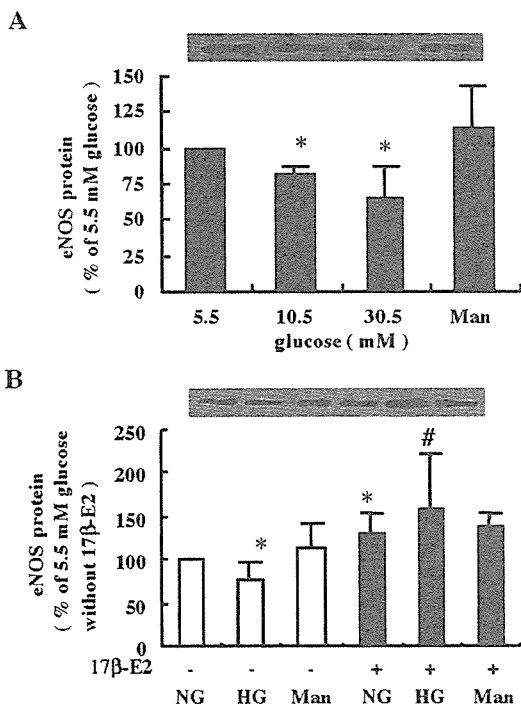 A
eNOS protein
( % of 5.5 mM glucose)
150
125
100
75
50
25
0
* *
5.5 10.5 30.5 Man
glucose ( mM )
B
eNOS protein
( % of 5.5 mM glucose
without 17β-E2)
250
200
150
100
50
0
* * #
17β-E2 - - - + + +
NG HG Man NG HG Man